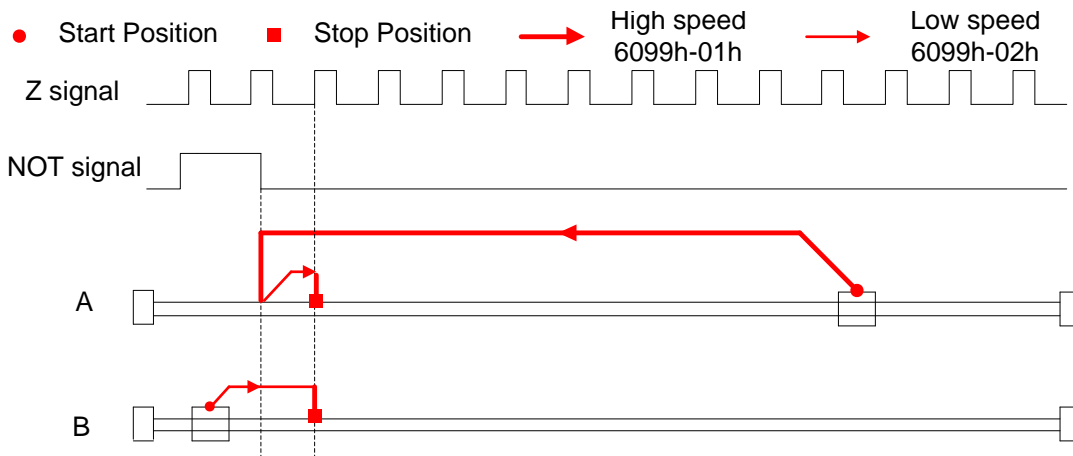 Start Position
Stop Position
High speed
6099h-01h
Low speed
6099h-02h
Z signal
NOT signal
A
B